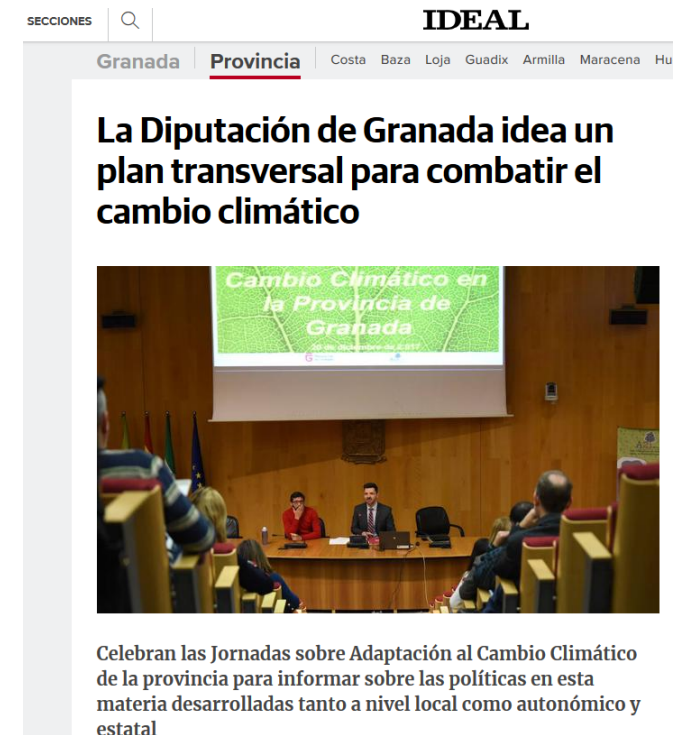 SECCIONES
IDEAL
Granada Provincia Costa Baza Loja Guadix Armilla Maracena Hu
La Diputación de Granada idea un
plan transversal para combatir el
cambio climático
Cambio Climático en
la Provincia de
Granada
Celebran las Jornadas sobre Adaptación al Cambio Climático
de la provincia para informar sobre las políticas en esta
materia desarrolladas tanto a nivel local como autonómico y
estatal